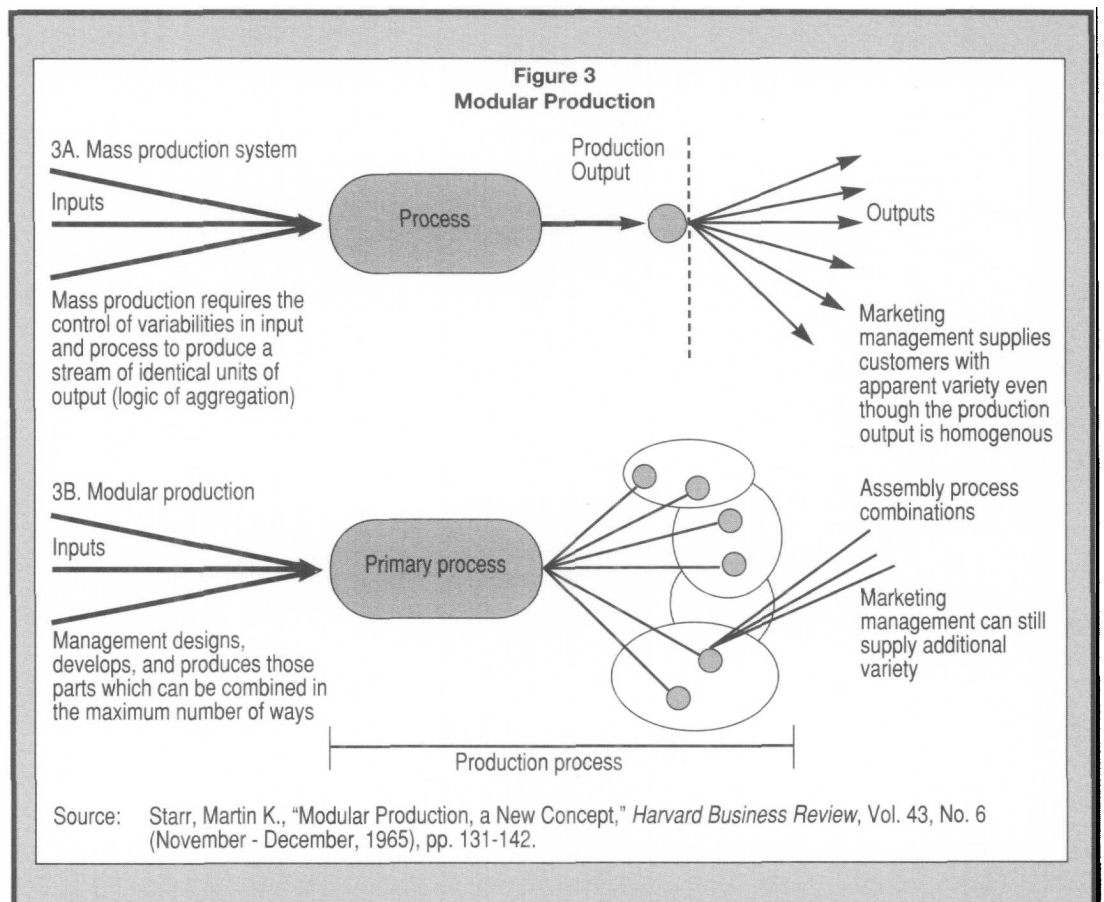 Figure 3
Modular Production
3A. Mass production system
Inputs
Process
Production
Output
Outputs
Mass production requires the
control of variabilities in input
and process to produce a
stream of identical units of
output (logic of aggregation)
Marketing
management supplies
customers with
apparent variety even
though the production
output is homogenous
3B. Modular production
Inputs
Primary process
Assembly process
combinations
Marketing
management can still
supply additional
variety
Management designs,
develops, and produces those
parts which can be combined in
the maximum number of ways
Production process
Source: Starr, Martin K., “Modular Production, a New Concept,” Harvard Business Review, Vol. 43, No. 6
(November - December, 1965), pp. 131-142.